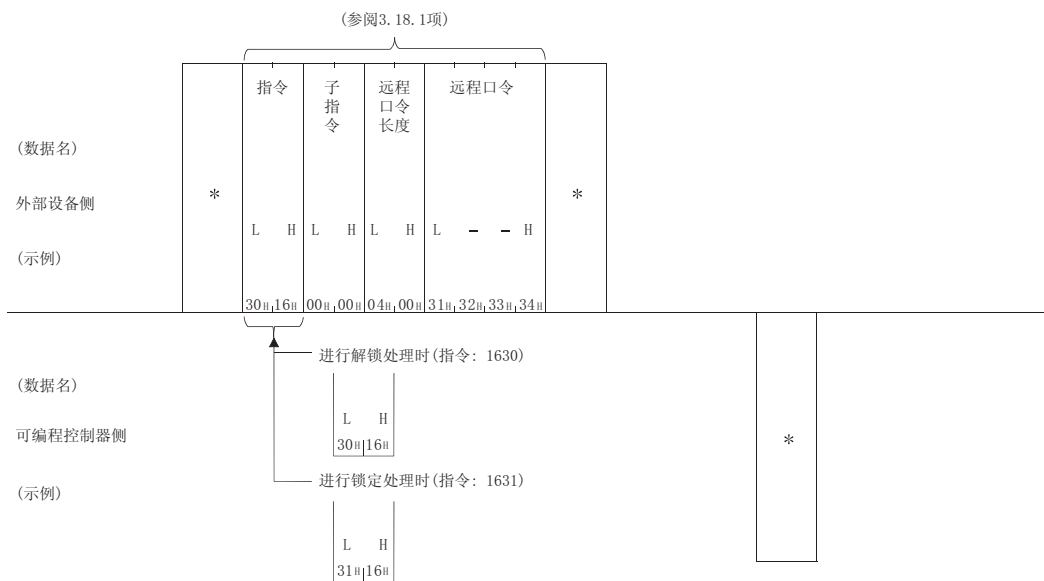 (参阅3.18.1项)
指令 子指令 远程口令长度 远程口令
(数据名)
外部设备侧
* *
L H L H L H L - - H
(示例)
30H 16H 00H 00H 04H 00H 31H 32H 33H 34H
进行解锁处理时(指令: 1630)
(数据名)
L H
可编程控制器侧
30H 16H
*
进行锁定处理时(指令: 1631)
(示例)
L H
31H 16H